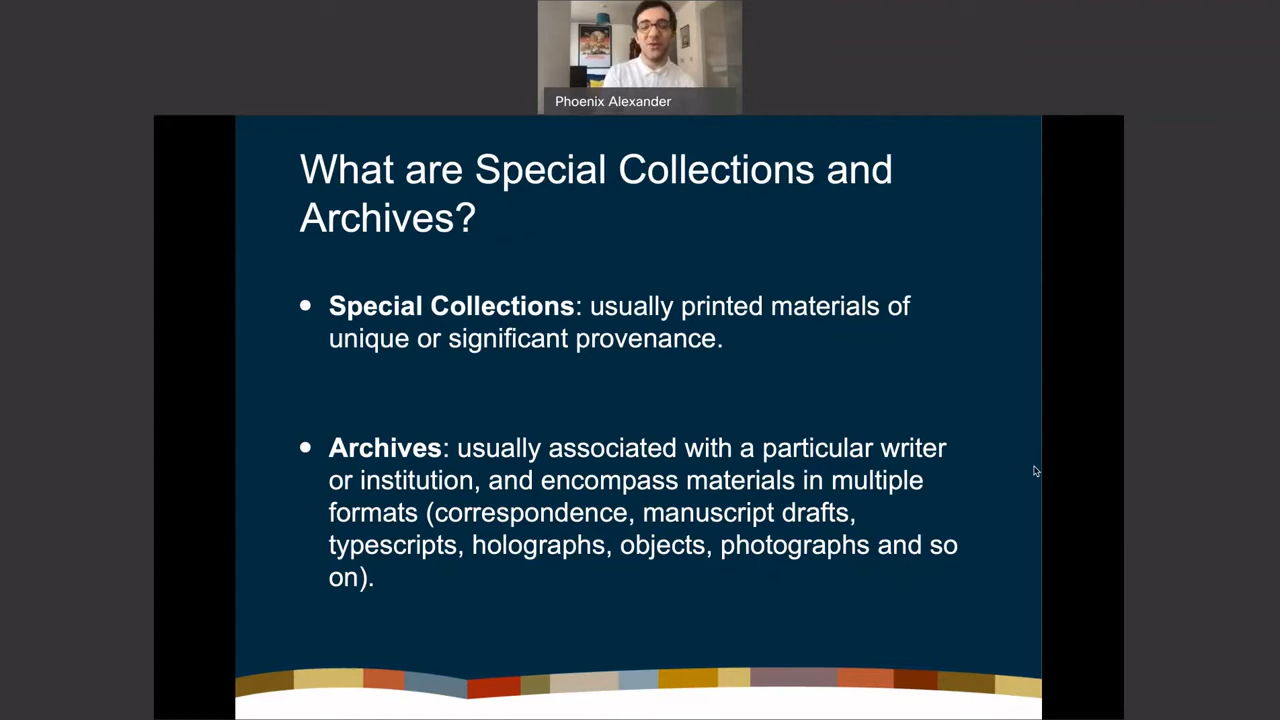 Phoenix Alexander
What are Special Collections and
Archives?
• Special Collections: usually printed materials of
unique or significant provenance.
• Archives: usually associated with a particular writer
or institution, and encompass materials in multiple
formats (correspondence, manuscript drafts,
typescripts, holographs, objects, photographs and so
on).